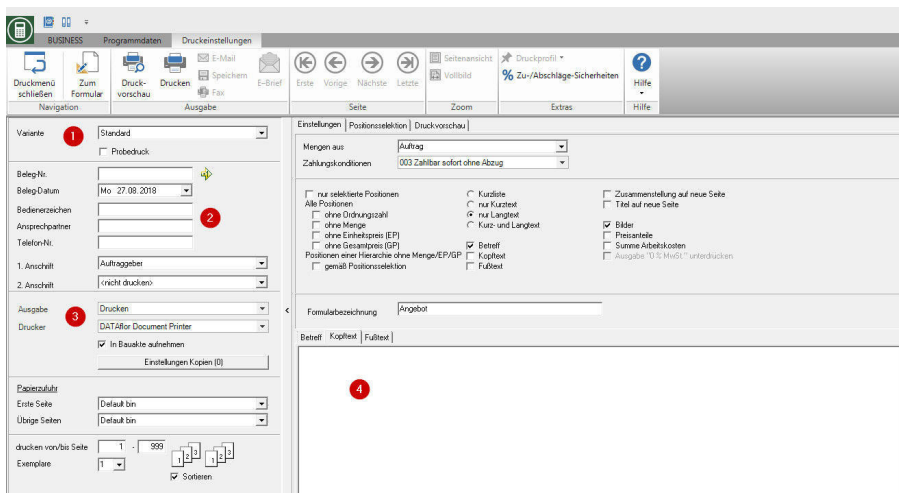 BUSINESS Programmdaten Druckeinstellungen
Druckmenü schließen
Zum Formular
Druck- vorschau
Drucken
E-Mail
Speichern
Fax
E-Brief
Erste Vorige Nächste Letzte
Seitenansicht
Vollbild
Druckprofil
% Zu-/Abschläge-Sicherheiten
Hilfe
Navigation Ausgabe Seite Zoom Extras Hilfe
Variante 1 Standard
Probedruck
Beleg-Nr.
Beleg-Datum Mo 27.08.2018
Bedienerzeichen
2
Ansprechpartner
Telefon-Nr.
1. Anschrift Auftraggeber
2. Anschrift <nicht drucken>
Ausgabe Drucken
3
Drucker DATAflor Document Printer
In Bauakte aufnehmen
Einstellungen Kopien (0)
Papierzufuhr
Erste Seite Default bin
Übrige Seiten Default bin
drucken von/bis Seite 1 - 999
Exemplare 1
1 2 3 1 2 3
Sortieren
<
Einstellungen Positionsselektion Druckvorschau
Mengen aus Auftrag
Zahlungskonditionen 003 Zahlbar sofort ohne Abzug
nur selektierte Positionen
Alle Positionen
ohne Ordnungszahl
ohne Menge
ohne Einheitspreis (EP)
ohne Gesamtpreis (GP)
Positionen einer Hierarchie ohne Menge/EP/GP
gemäß Positionsselektion
Kurzliste
nur Kurztext
nur Langtext
Kurz- und Langtext
Betreff
Kopftext
Fußtext
Zusammenstellung auf neue Seite
Titel auf neue Seite
Bilder
Preisanteile
Summe Arbeitskosten
Ausgabe "0 % MwSt." unterdrücken
Formularbezeichnung Angebot
Betreff Kopftext Fußtext
4